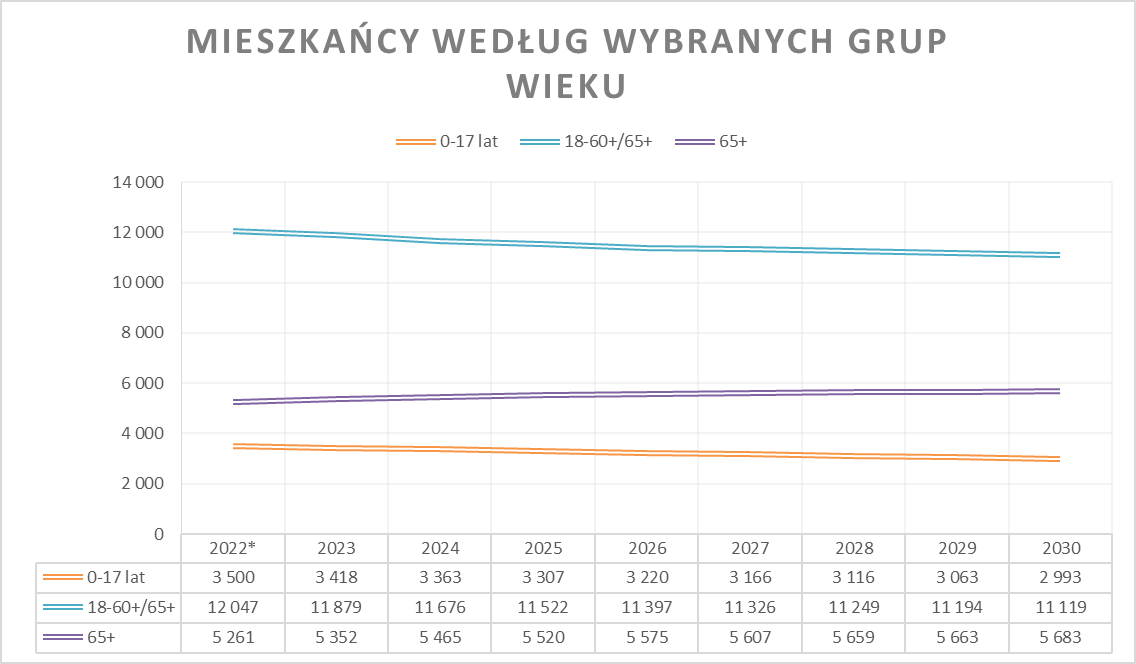 MIESZKAŃCY WEDŁUG WYBRANYCH GRUP
WIEKU
0-17 lat 18-60+/65+ 65+
14 000
12 000
10 000
8 000
6 000
4 000
2 000
0
2022* 2023 2024 2025 2026 2027 2028 2029 2030
0-17 lat 3 500 3 418 3 363 3 307 3 220 3 166 3 116 3 063 2 993
18-60+/65+ 12 047 11 879 11 676 11 522 11 397 11 326 11 249 11 194 11 119
65+ 5 261 5 352 5 465 5 520 5 575 5 607 5 659 5 663 5 683